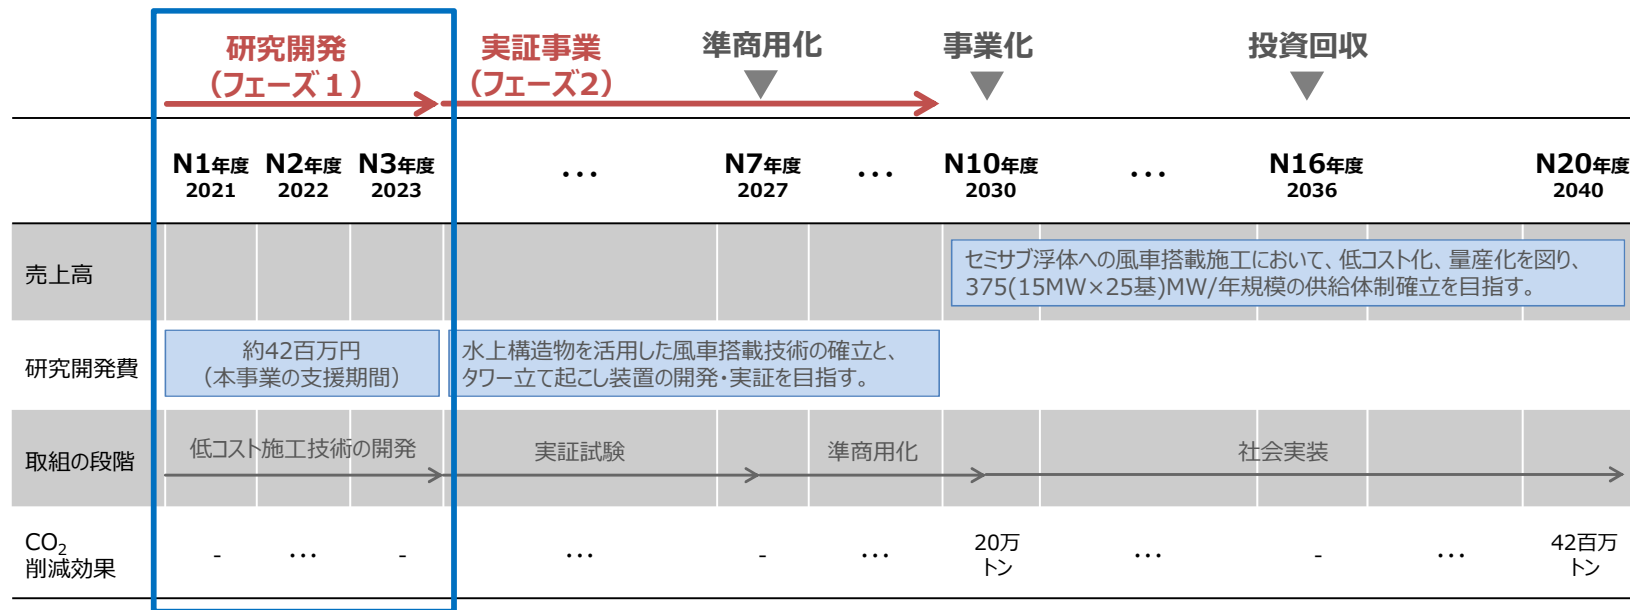 研究開発
（フェーズ１）
実証事業
（フェーズ2）
準商用化
事業化
投資回収
N1年度
2021
N2年度
2022
N3年度
2023
...
N7年度
2027
...
N10年度
2030
...
N16年度
2036
N20年度
2040
売上高
セミサブ浮体への風車搭載施工において、低コスト化、量産化を図り、
375(15MW×25基)MW/年規模の供給体制確立を目指す。
研究開発費
約42百万円
（本事業の支援期間）
水上構造物を活用した風車搭載技術の確立と、
タワー立て起こし装置の開発・実証を目指す。
取組の段階
低コスト施工技術の開発
実証試験
準商用化
社会実装
CO₂
削減効果
-
...
-
...
-
...
20万
トン
...
-
...
42百万
トン